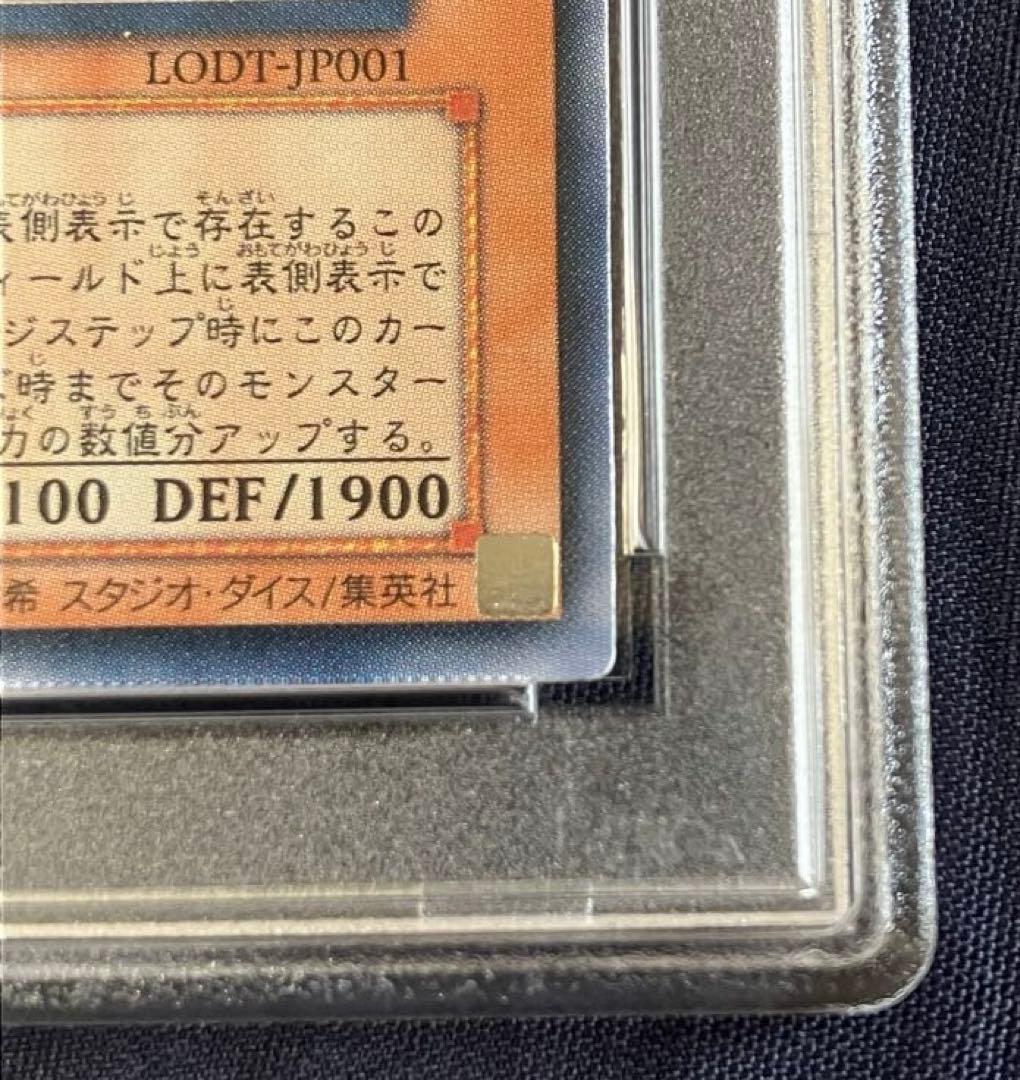 LODT-JP001
表側表示で存在するこの
ィールド上に表側表示で
ジステップ時にこのカー
時までそのモンスター
力の数値分アップする。
100 DEF/1900
希 スタジオ・ダイス/集英社